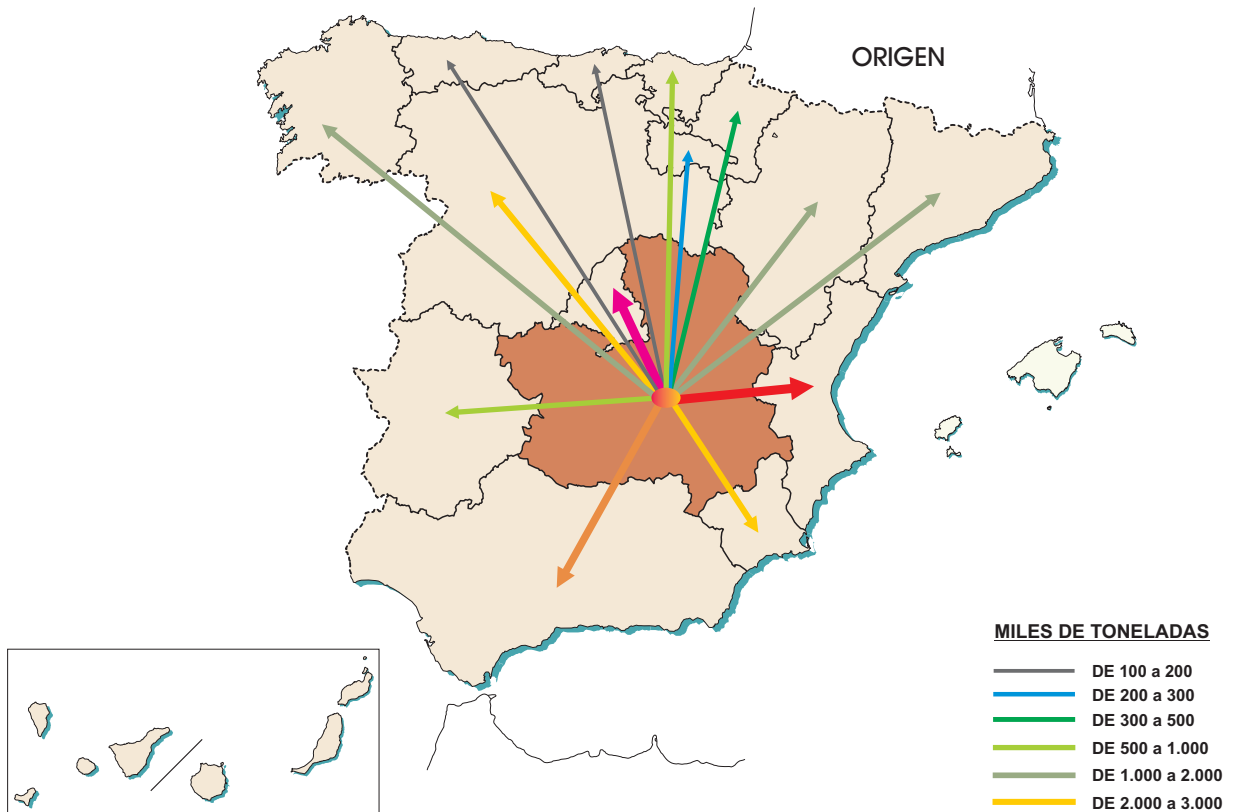 ORIGEN
MILES DE TONELADAS
DE 100 a 200
DE 200 a 300
DE 300 a 500
DE 500 a 1.000
DE 1.000 a 2.000
DE 2.000 a 3.000